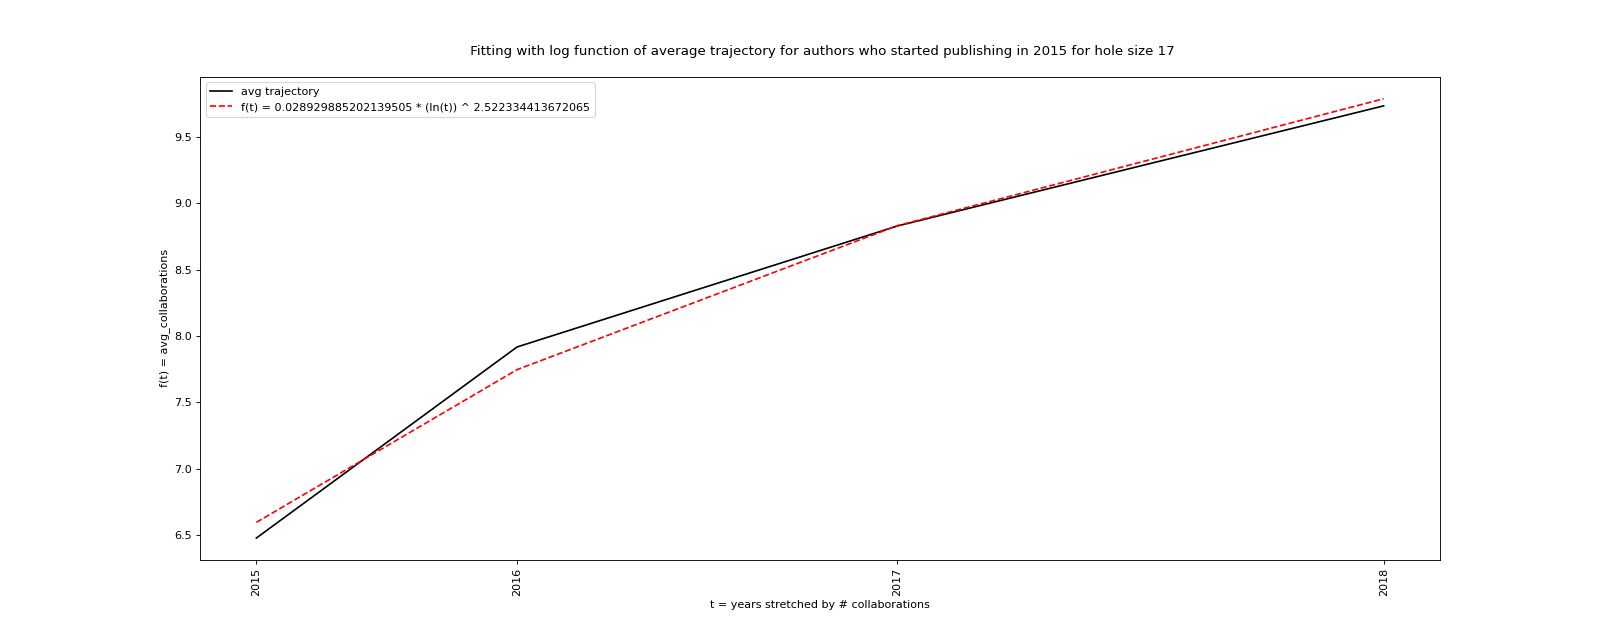 Fitting with log function of average trajectory for authors who started publishing in 2015 for hole size 17
avg trajectory
f(t) = 0.028929885202139505 * (ln(t)) ^ 2.522334413672065
9.5
9.0
8.5
8.0
7.5
7.0
6.5
f(t) = avg_collaborations
2015
2016
2017
2018
t = years stretched by # collaborations